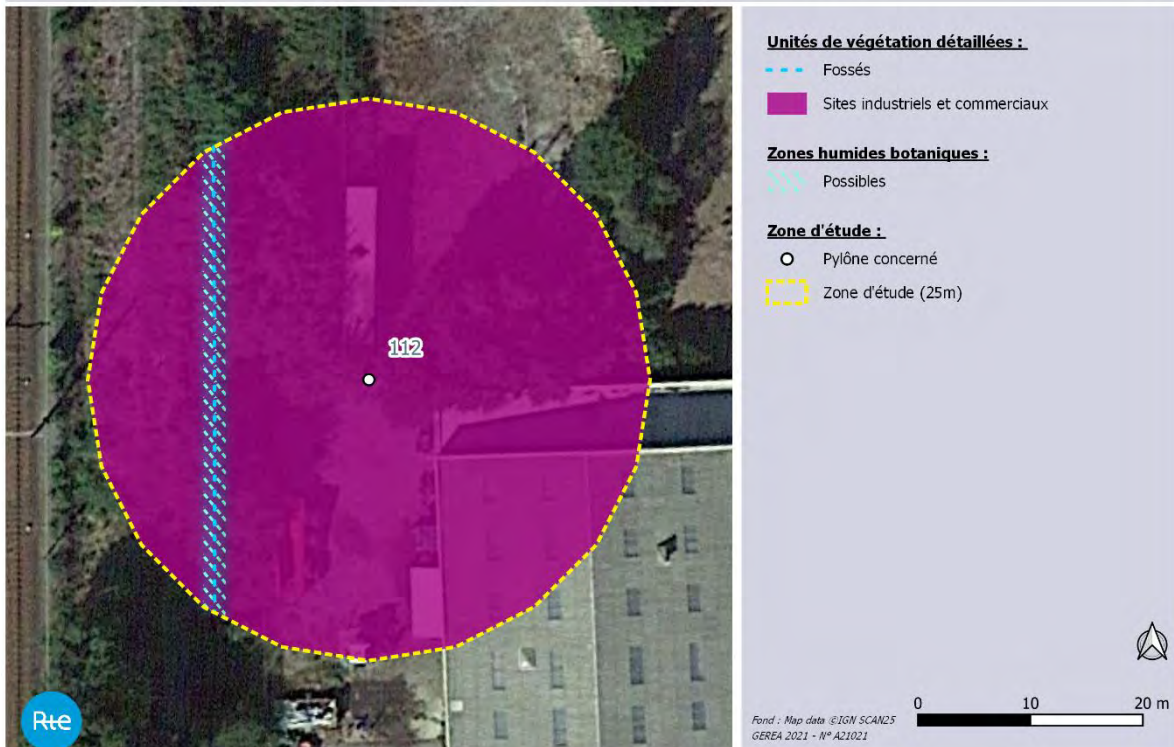 112
Rte
Unités de végétation détaillées :
Fossés
Sites industriels et commerciaux
Zones humides botaniques :
Possibles
Zone d'étude :
Pylône concerné
Zone d'étude (25m)
0 10 20 m
Fond : Map data ©IGN SCAN25
GEREA 2021 - N° A21021